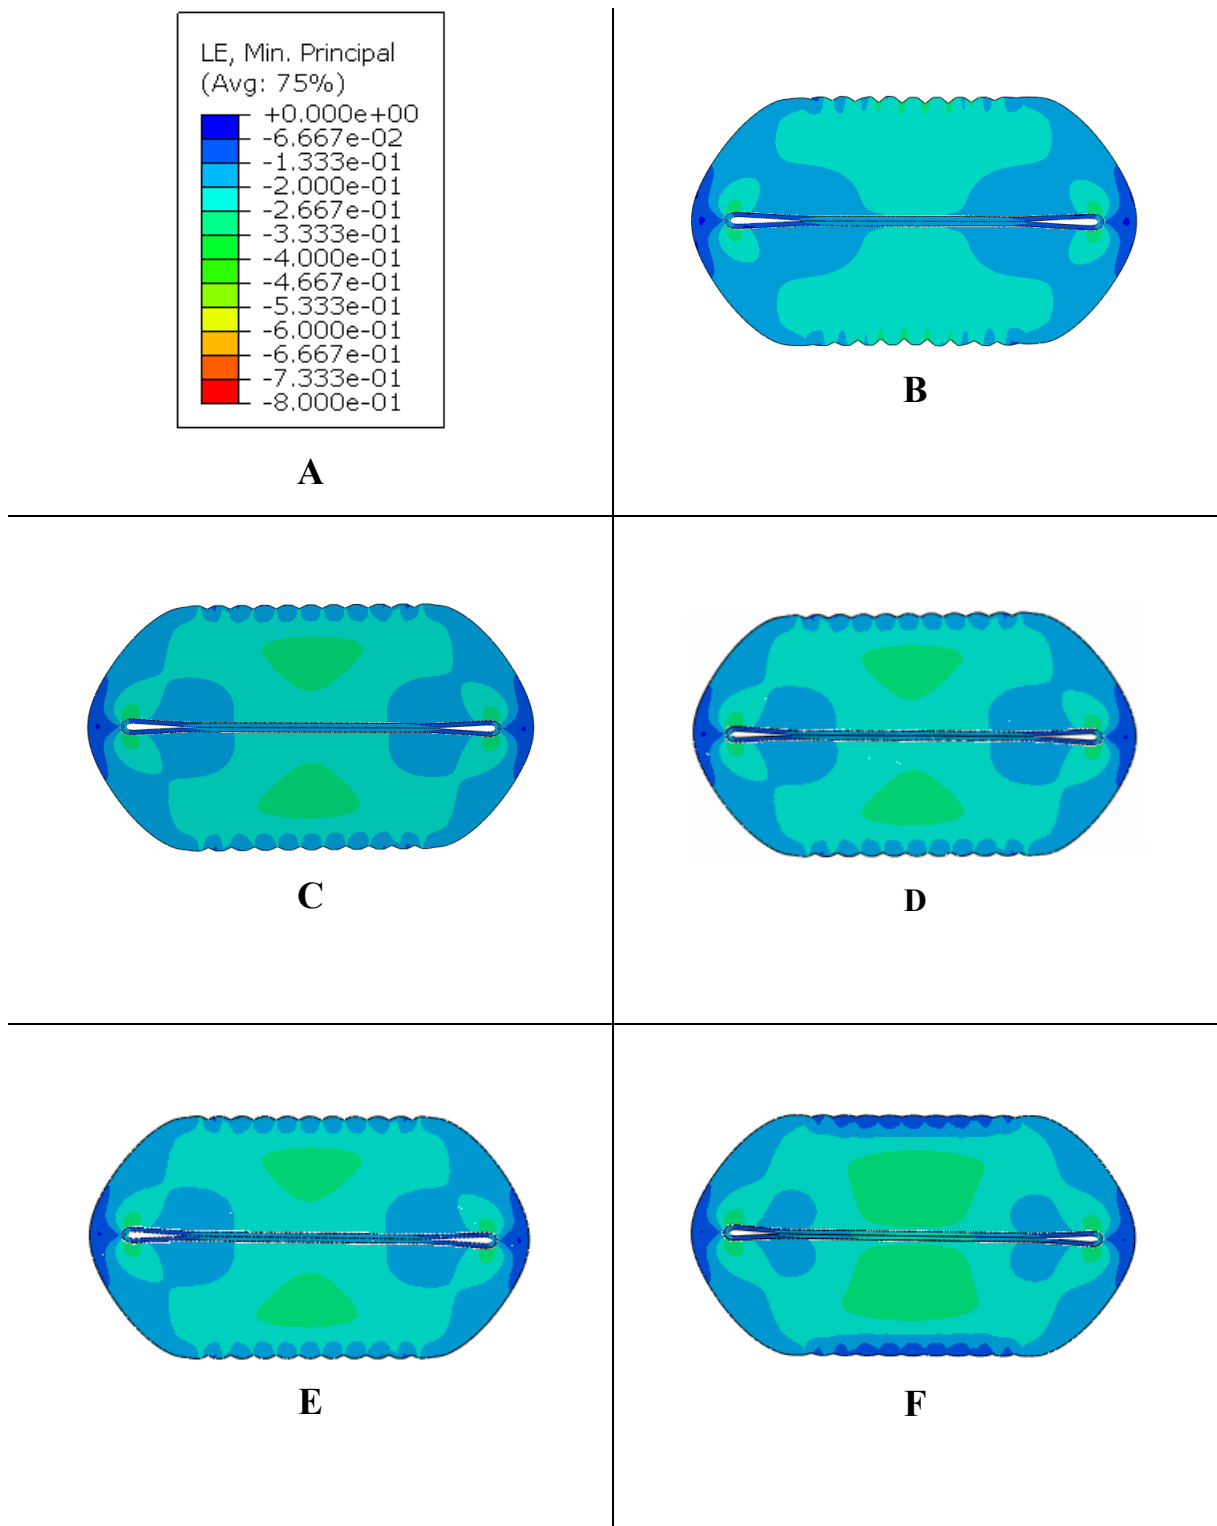 LE, Min. Principal
(Avg: 75%)
+0.000e+00
-6.667e-02
-1.333e-01
-2.000e-01
-2.667e-01
-3.333e-01
-4.000e-01
-4.667e-01
-5.333e-01
-6.000e-01
-6.667e-01
-7.333e-01
-8.000e-01
A
B
C
D
E
F